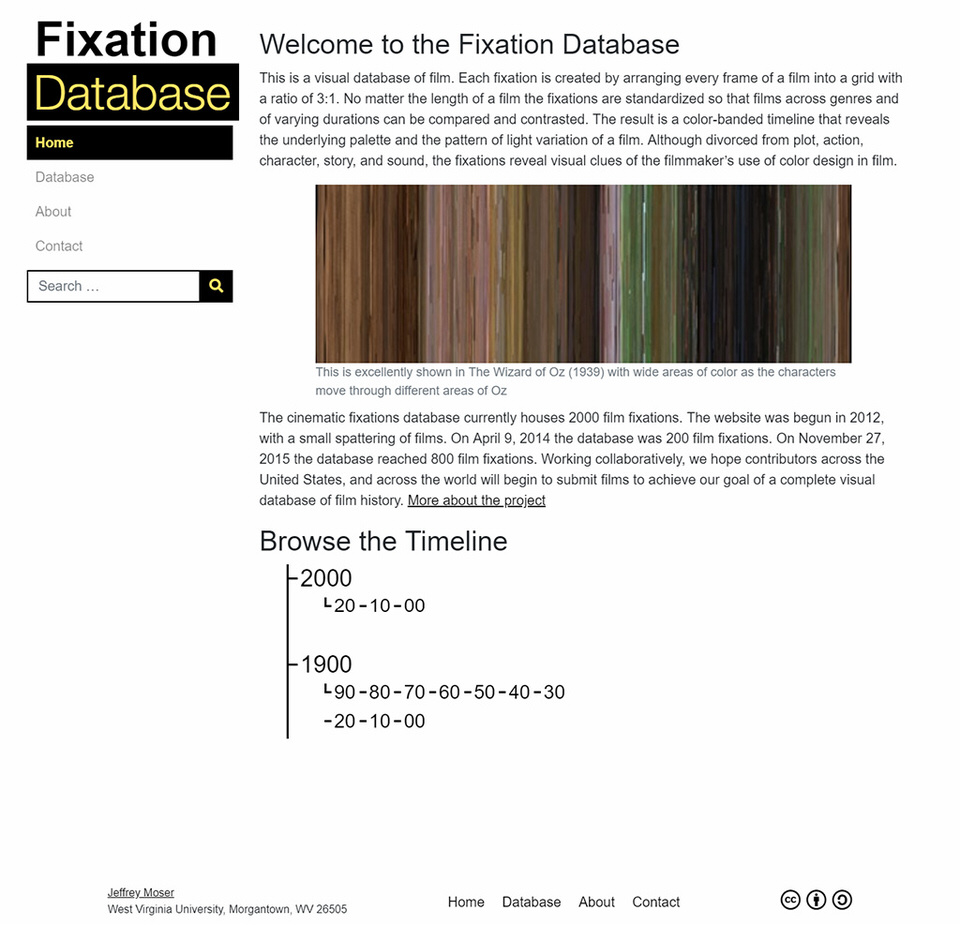 Fixation
Database
Home
Database
About
Contact
Search …
Welcome to the Fixation Database
This is a visual database of film. Each fixation is created by arranging every frame of a film into a grid with
a ratio of 3:1. No matter the length of a film the fixations are standardized so that films across genres and
of varying durations can be compared and contrasted. The result is a color-banded timeline that reveals
the underlying palette and the pattern of light variation of a film. Although divorced from plot, action,
character, story, and sound, the fixations reveal visual clues of the filmmaker's use of color design in film.
This is excellently shown in The Wizard of Oz (1939) with wide areas of color as the characters
move through different areas of Oz
The cinematic fixations database currently houses 2000 film fixations. The website was begun in 2012,
with a small spattering of films. On April 9, 2014 the database was 200 film fixations. On November 27,
2015 the database reached 800 film fixations. Working collaboratively, we hope contributors across the
United States, and across the world will begin to submit films to achieve our goal of a complete visual
database of film history. More about the project
Browse the Timeline
2000
20-10-00
1900
90-80-70-60-50-40-30
-20-10-00
Jeffrey Moser
West Virginia University, Morgantown, WV 26505
Home Database About Contact
cc